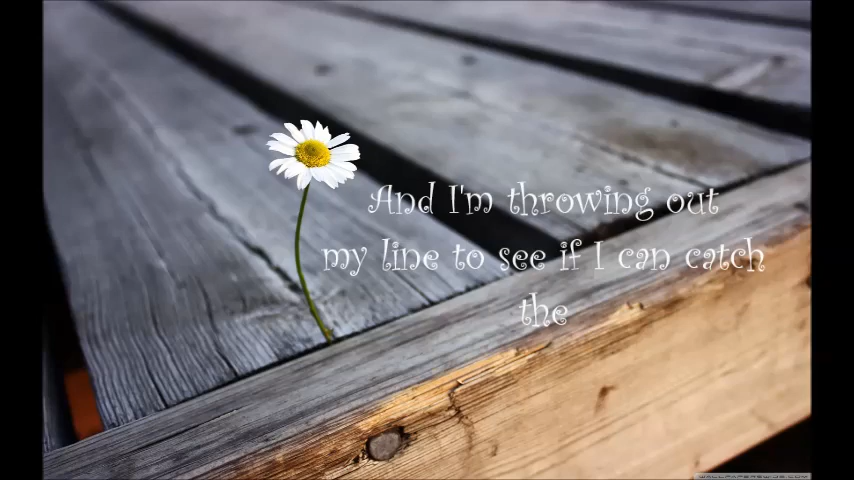 And I'm throwing out
my line to see if I can catch
the